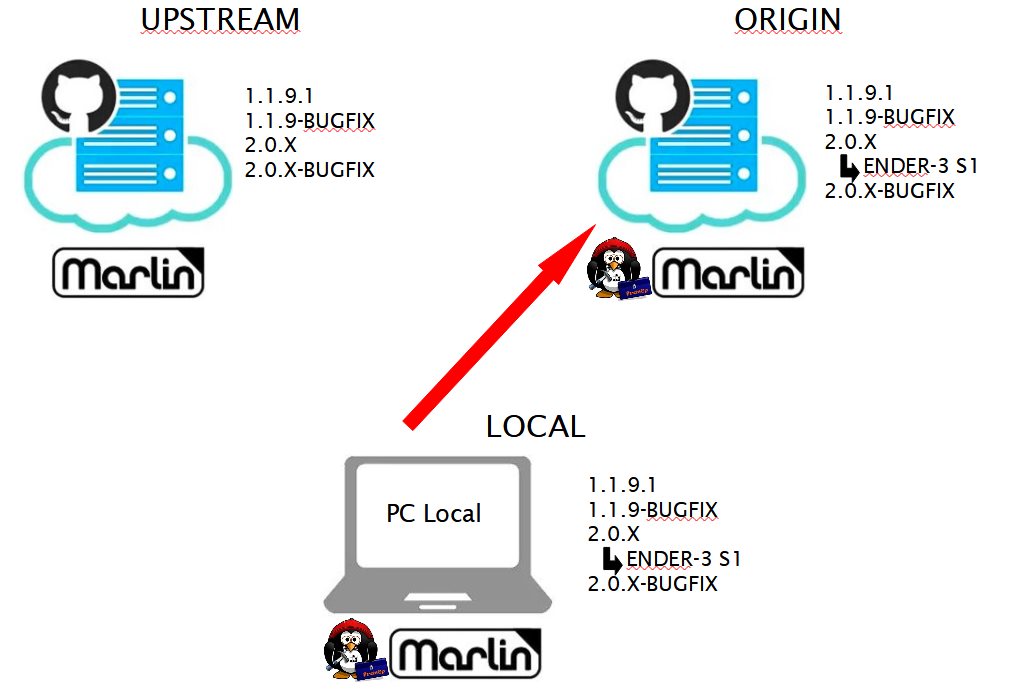 UPSTREAM
1.1.9.1
1.1.9-BUGFIX
2.0.X
2.0.X-BUGFIX
Marlin
ORIGIN
1.1.9.1
1.1.9-BUGFIX
2.0.X
ENDER-3 S1
2.0.X-BUGFIX
Marlin
LOCAL
PC Local
1.1.9.1
1.1.9-BUGFIX
2.0.X
ENDER-3 S1
2.0.X-BUGFIX
Marlin